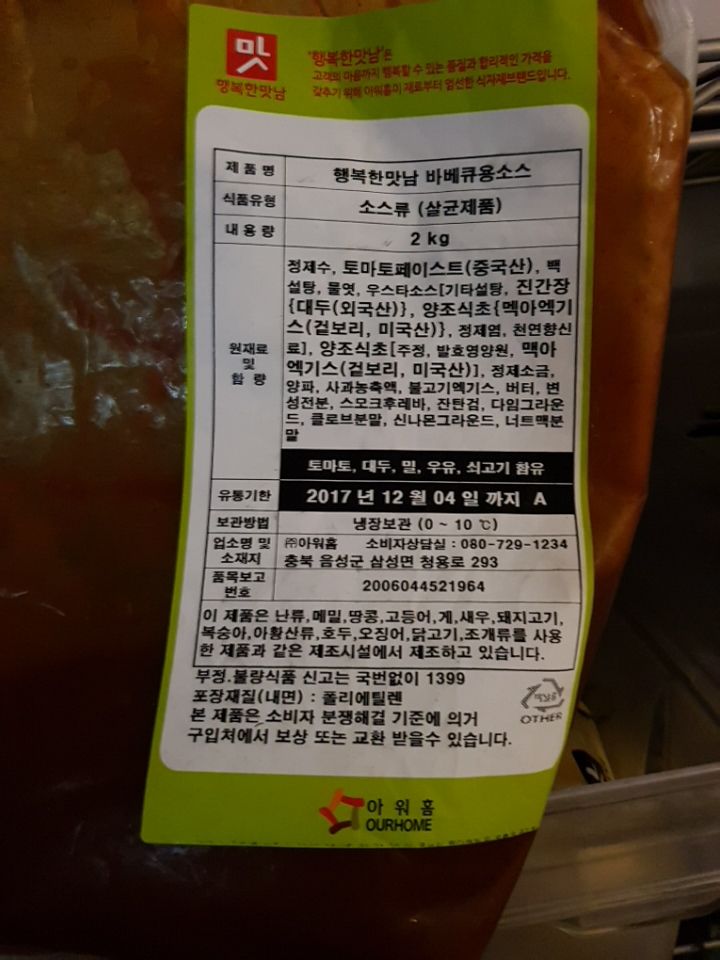 맛
행복한맛남
'행복한맛남'은
고객의 마음까지 행복할 수 있는 품질과 합리적인 가격을
갖추기 위해 아워홈이 재료부터 엄선한 식자재브랜드입니다.
제 품 명 행복한맛남 바베큐용소스
식품유형 소스류 (살균제품)
내 용 량 2 kg
원재료 및 함 량
정제수, 토마토페이스트(중국산), 백
설탕, 물엿, 우스타소스[기타설탕, 진간장
{대두(외국산)}, 양조식초{맥아엑기
스(겉보리, 미국산)}, 정제염, 천연향신
료], 양조식초[주정, 발효영양원, 맥아
엑기스(겉보리, 미국산)], 정제소금,
양파, 사과농축액, 불고기엑기스, 버터, 변
성전분, 스모크후레바, 잔탄검, 다임그라운
드, 클로브분말, 신나몬그라운드, 너트맥분
말
토마토, 대두, 밀, 우유, 쇠고기 함유
유통기한 2017 년 12 월 04 일 까지 A
보관방법 냉장보관 (0 ~ 10 ℃)
업소명 및 ㈜아워홈 소비자상담실 : 080-729-1234
소재지 충북 음성군 삼성면 청용로 293
품목보고
번호 2006044521964
이 제품은 난류,메밀,땅콩,고등어,게,새우,돼지고기,
복숭아,아황산류,호두,오징어,닭고기,조개류를 사용
한 제품과 같은 제조시설에서 제조하고 있습니다.
부정.불량식품 신고는 국번없이 1399
포장재질(내면) : 폴리에틸렌
본 제품은 소비자 분쟁해결 기준에 의거
구입처에서 보상 또는 교환 받을수 있습니다.
OTHER
아워홈
OURHOME